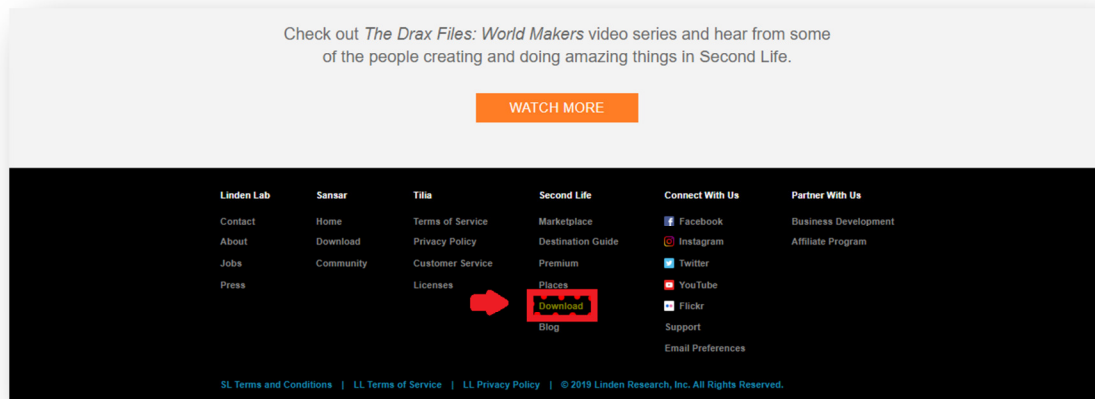 Check out The Drax Files: World Makers video series and hear from some
of the people creating and doing amazing things in Second Life.
WATCH MORE
Linden Lab
Contact
About
Jobs
Press
Sansar
Home
Download
Community
Tilia
Terms of Service
Privacy Policy
Customer Service
Licenses
Second Life
Marketplace
Destination Guide
Premium
Places
Download
Blog
Connect With Us
Facebook
Instagram
Twitter
YouTube
Flickr
Support
Email Preferences
Partner With Us
Business Development
Affiliate Program
SL Terms and Conditions | LL Terms of Service | LL Privacy Policy | © 2019 Linden Research, Inc. All Rights Reserved.